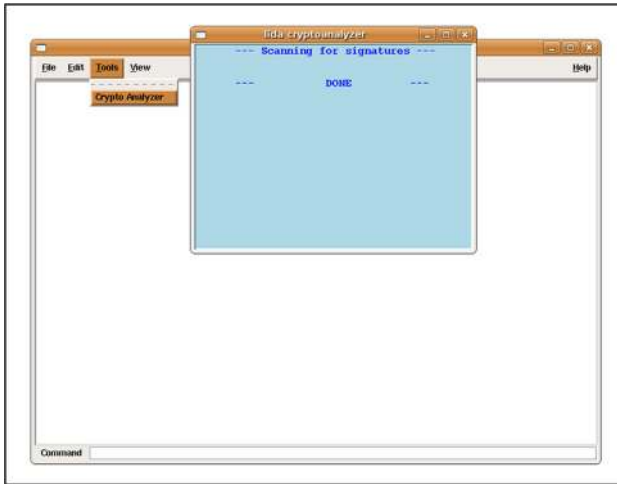 lida cryptoanalyzer
--- Scanning for signatures ---
--- DONE ---
File Edit Tools View Help
Crypto Analyzer
Command